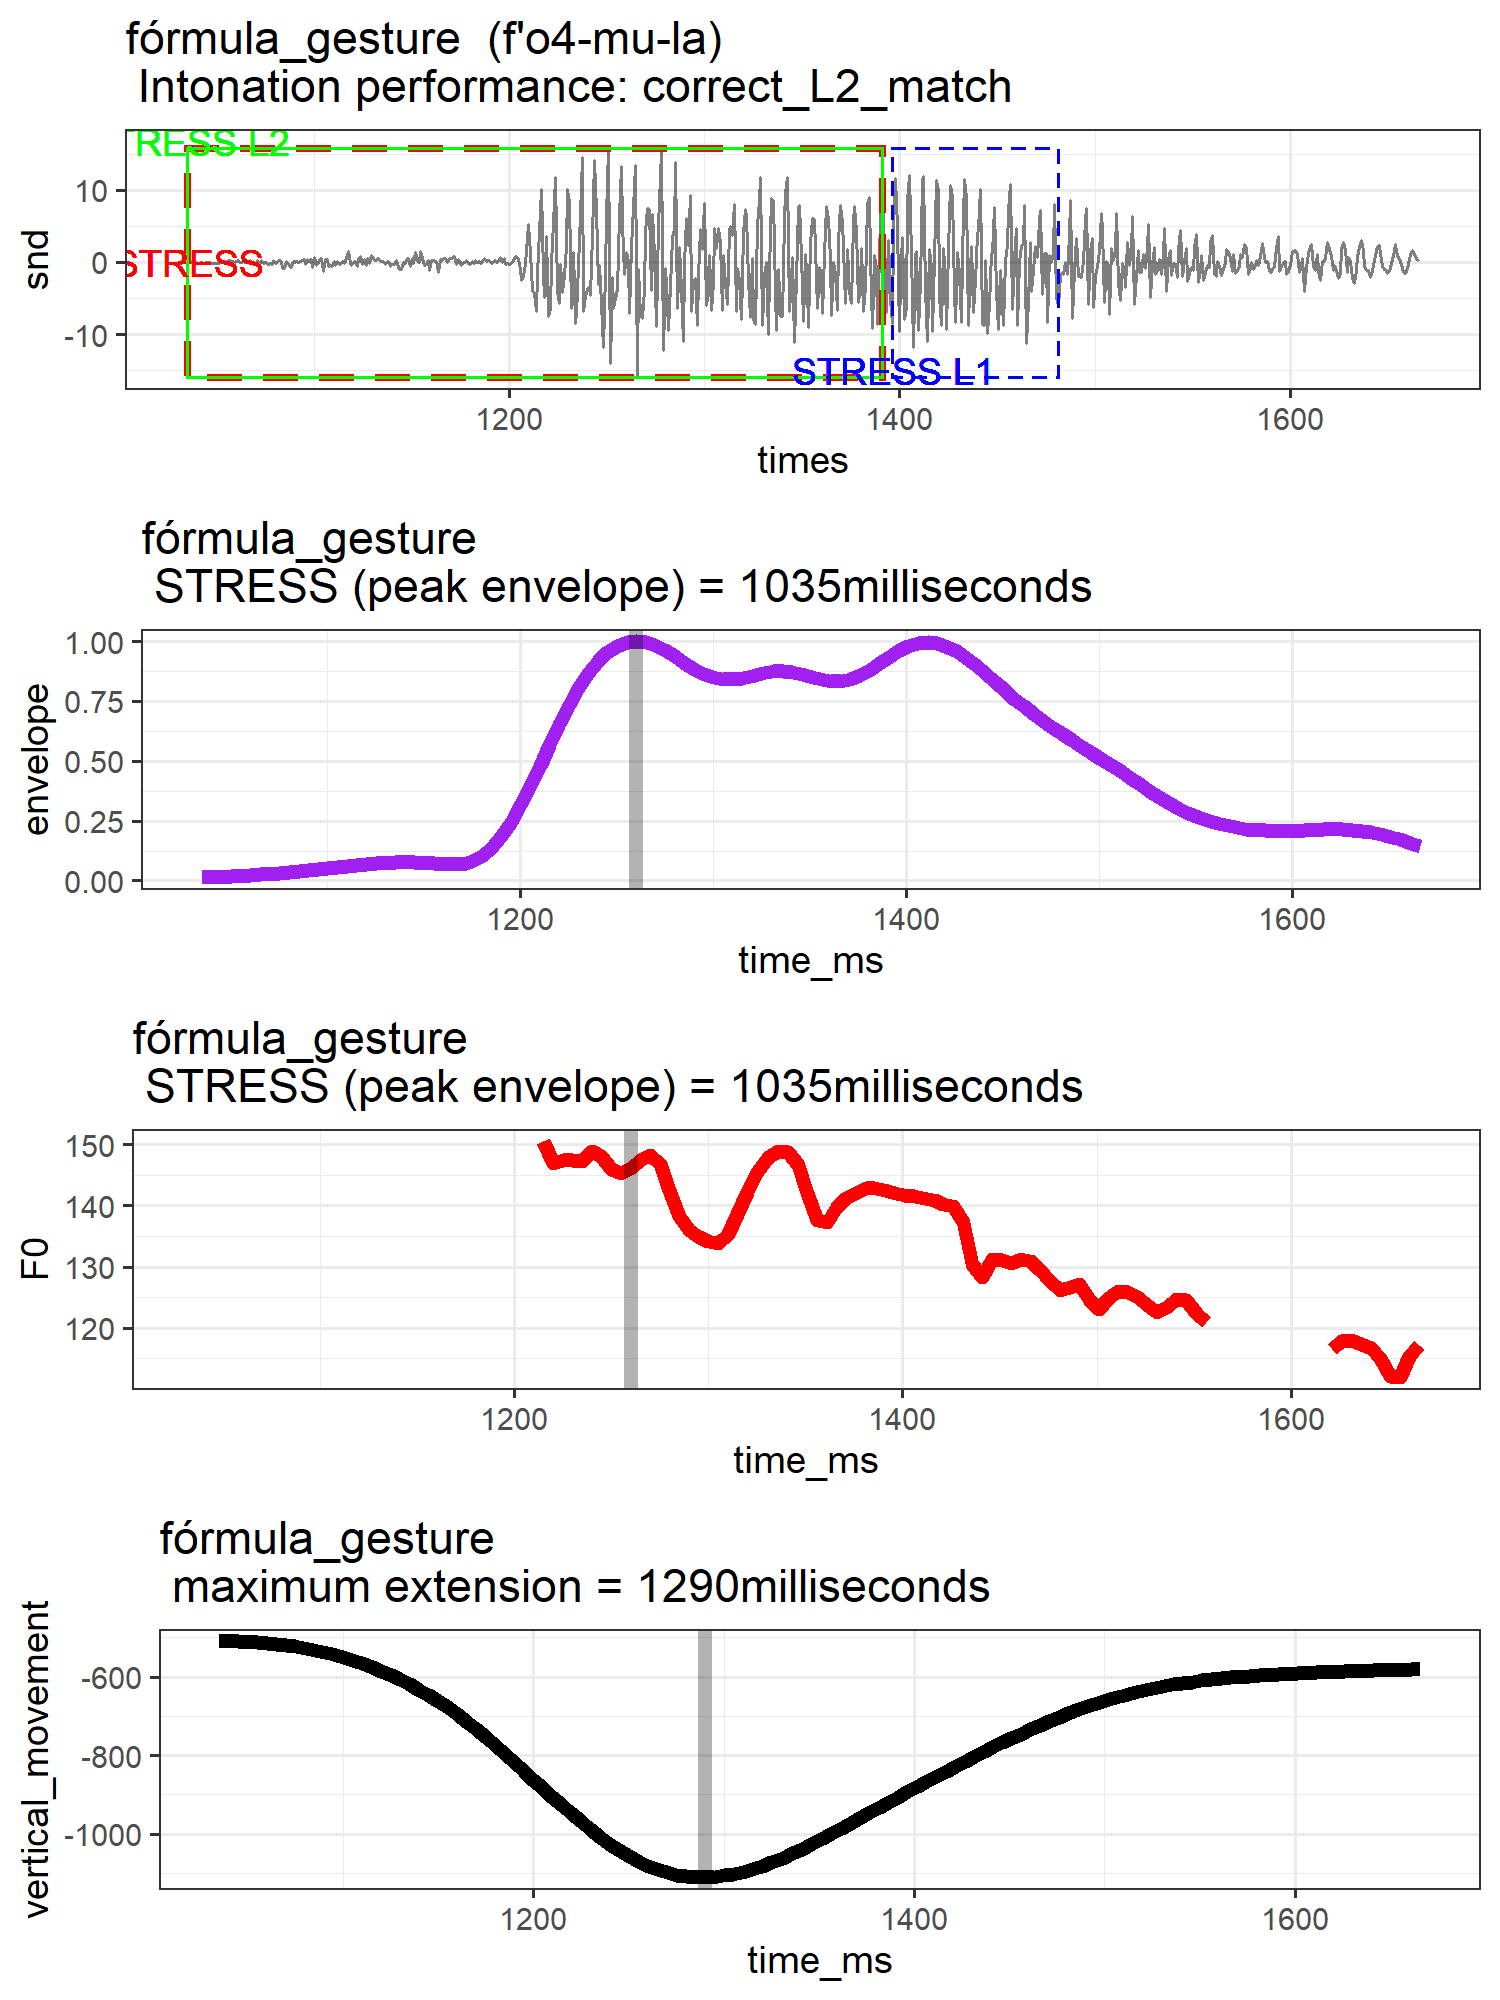 fórmula_gesture  (f'o4-mu-la)
Intonation performance: correct_L2_match
RESS L2
STRESS
STRESS L1
snd
10
0
-10
1200 1400 1600
times
fórmula_gesture
STRESS (peak envelope) = 1035milliseconds
envelope
1.00
0.75
0.50
0.25
0.00
1200 1400 1600
time_ms
fórmula_gesture
STRESS (peak envelope) = 1035milliseconds
F0
150
140
130
120
1200 1400 1600
time_ms
fórmula_gesture
maximum extension = 1290milliseconds
vertical_movement
-600
-800
-1000
1200 1400 1600
time_ms